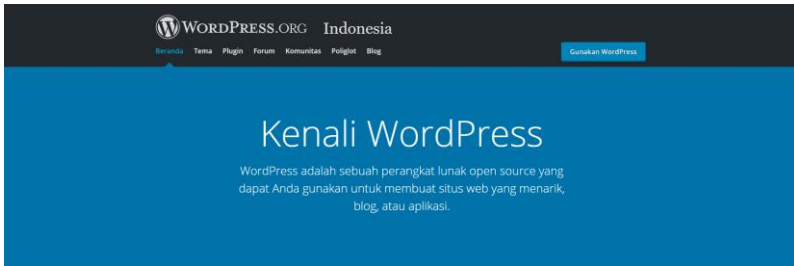 WORDPRESS.ORG Indonesia
Beranda Tema Plugin Forum Komunitas Poliglot Blog
Gunakan WordPress
Kenali WordPress
WordPress adalah sebuah perangkat lunak open source yang
dapat Anda gunakan untuk membuat situs web yang menarik,
blog, atau aplikasi.